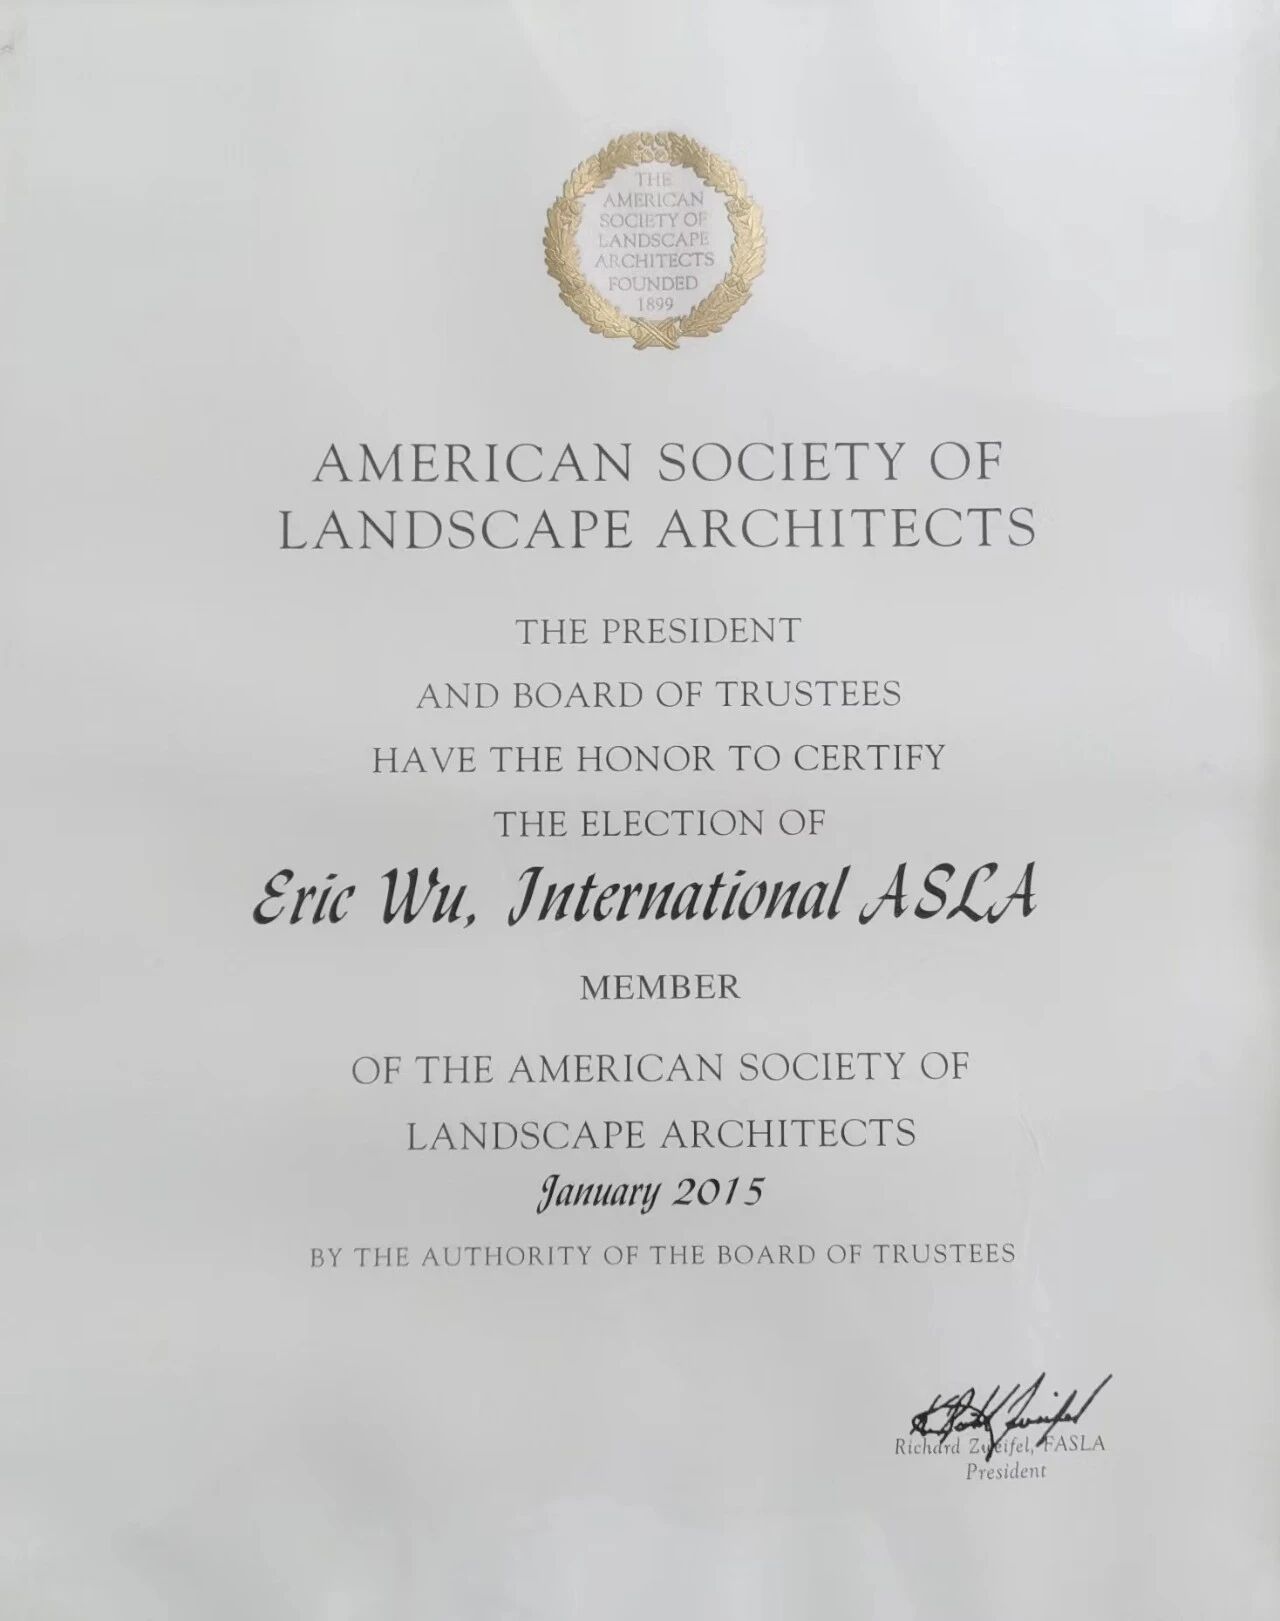 THE
AMERICAN
SOCIETY OF
LANDSCAPE
ARCHITECTS
FOUNDED
1899
AMERICAN SOCIETY OF
LANDSCAPE ARCHITECTS
THE PRESIDENT
AND BOARD OF TRUSTEES
HAVE THE HONOR TO CERTIFY
THE ELECTION OF
Eric Wu, International ASLA
MEMBER
OF THE AMERICAN SOCIETY OF
LANDSCAPE ARCHITECTS
January 2015
BY THE AUTHORITY OF THE BOARD OF TRUSTEES
Richard Zweifel, FASLA
President